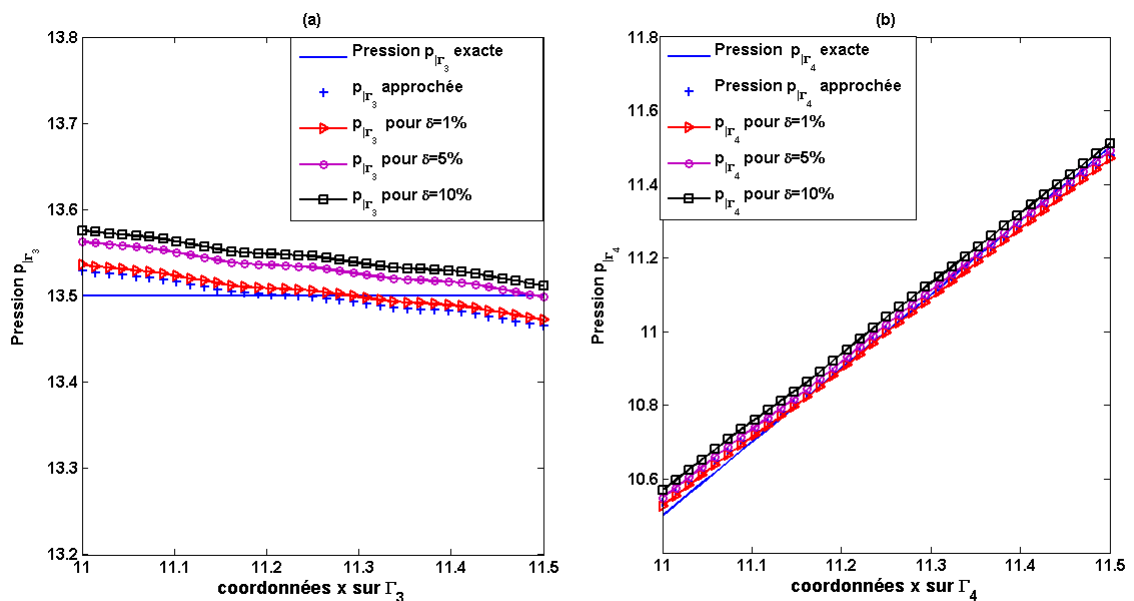 (a)
13.8
13.7
13.6
13.5
13.4
13.3
13.2
Pression p|Γ3
Pression p|Γ3 exacte
p|Γ3 approchée
p|Γ3 pour δ=1%
p|Γ3 pour δ=5%
p|Γ3 pour δ=10%
11 11.1 11.2 11.3 11.4 11.5
coordonnées x sur Γ3
(b)
11.8
11.6
11.4
11.2
11
10.8
10.6
Pression p|Γ4
Pression p|Γ4 exacte
Pression p|Γ4 approchée
p|Γ4 pour δ=1%
p|Γ4 pour δ=5%
p|Γ4 pour δ=10%
11 11.1 11.2 11.3 11.4 11.5
coordonnées x sur Γ4